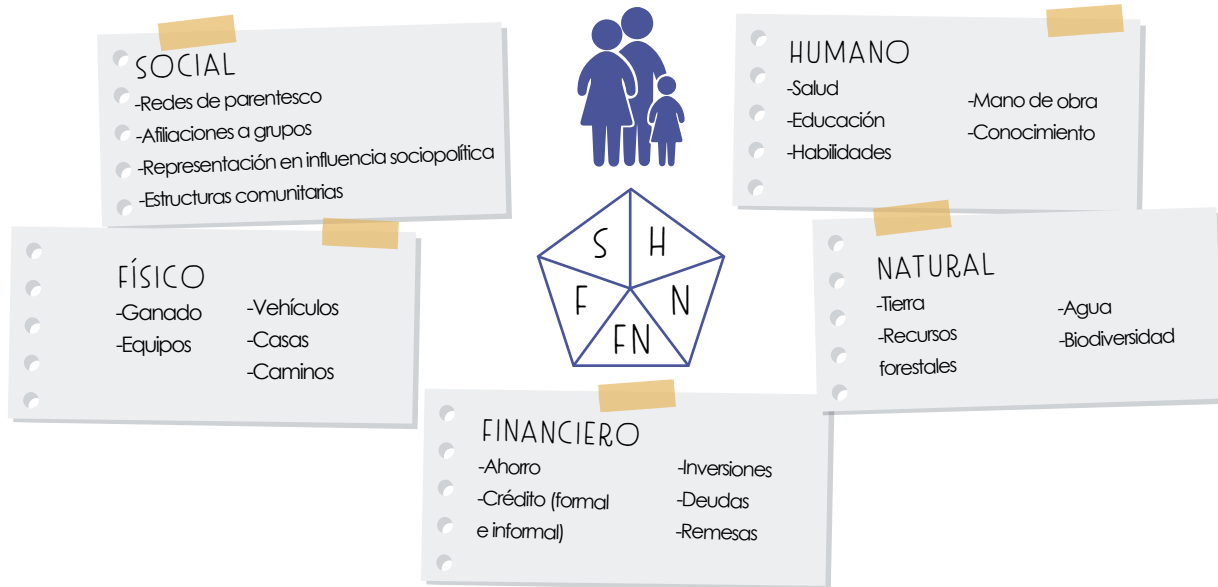 SOCIAL
-Redes de parentesco
-Afiliaciones a grupos
-Representación en influencia sociopolítica
-Estructuras comunitarias
HUMANO
-Salud
-Educación
-Habilidades
-Mano de obra
-Conocimiento
FÍSICO
-Ganado
-Equipos
-Vehículos
-Casas
-Caminos
S
H
F
N
FN
NATURAL
-Tierra
-Recursos
forestales
-Agua
-Biodiversidad
FINANCIERO
-Ahorro
-Crédito (formal
e informal)
-Inversiones
-Deudas
-Remesas